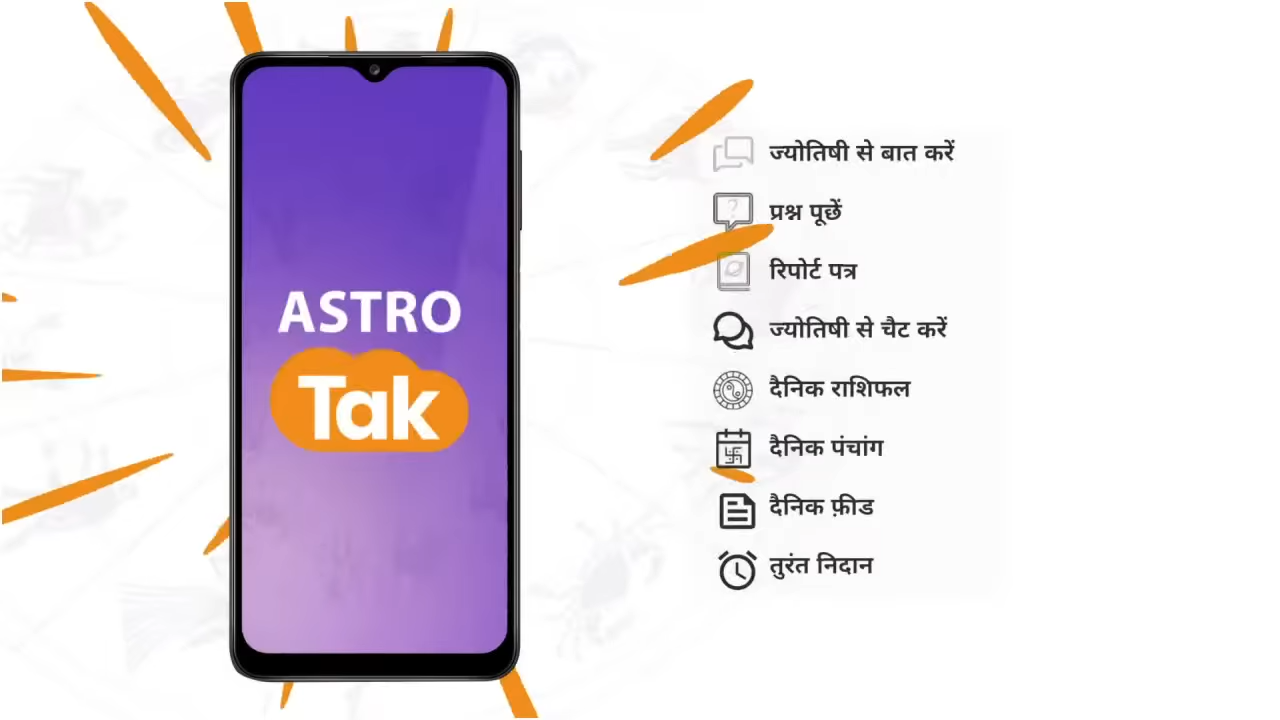 ASTRO
Tak
ज्योतिषी से बात करें
प्रश्न पूछें
रिपोर्ट पत्र
ज्योतिषी से चैट करें
दैनिक राशिफल
दैनिक पंचांग
दैनिक फ़ीड
तुरंत निदान